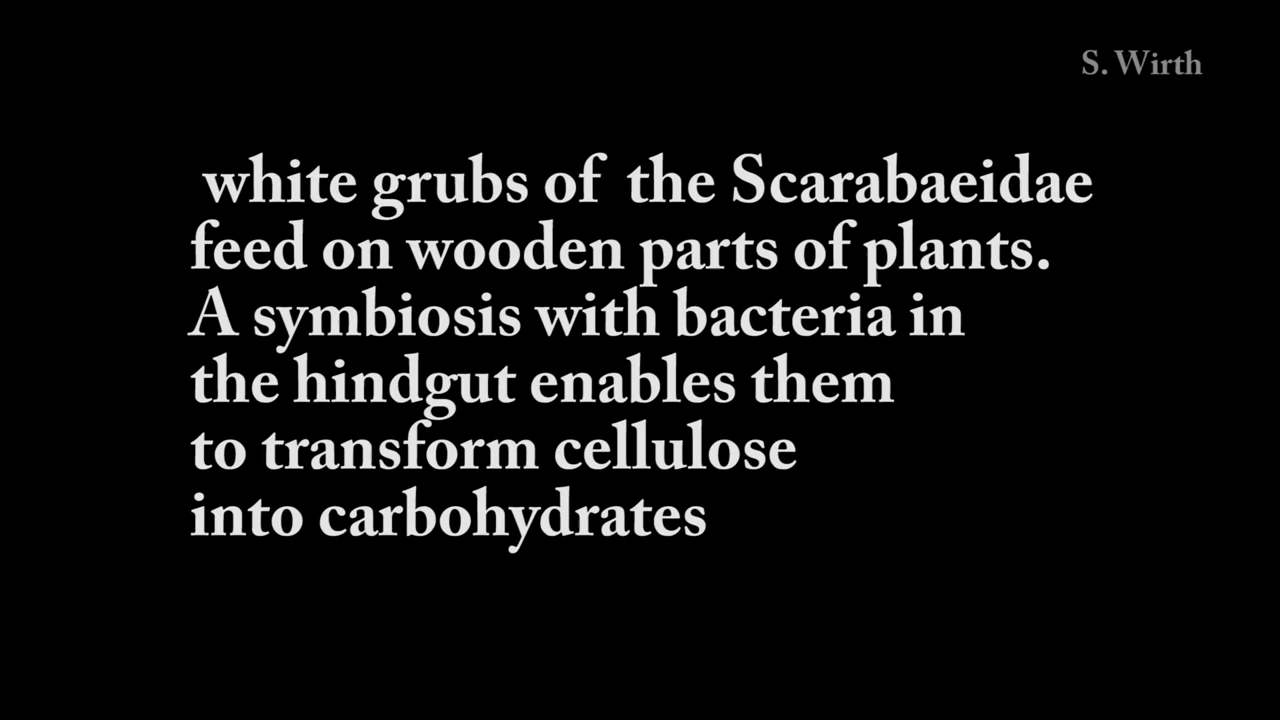 S. Wirth
white grubs of the Scarabaeidae
feed on wooden parts of plants.
A symbiosis with bacteria in
the hindgut enables them
to transform cellulose
into carbohydrates